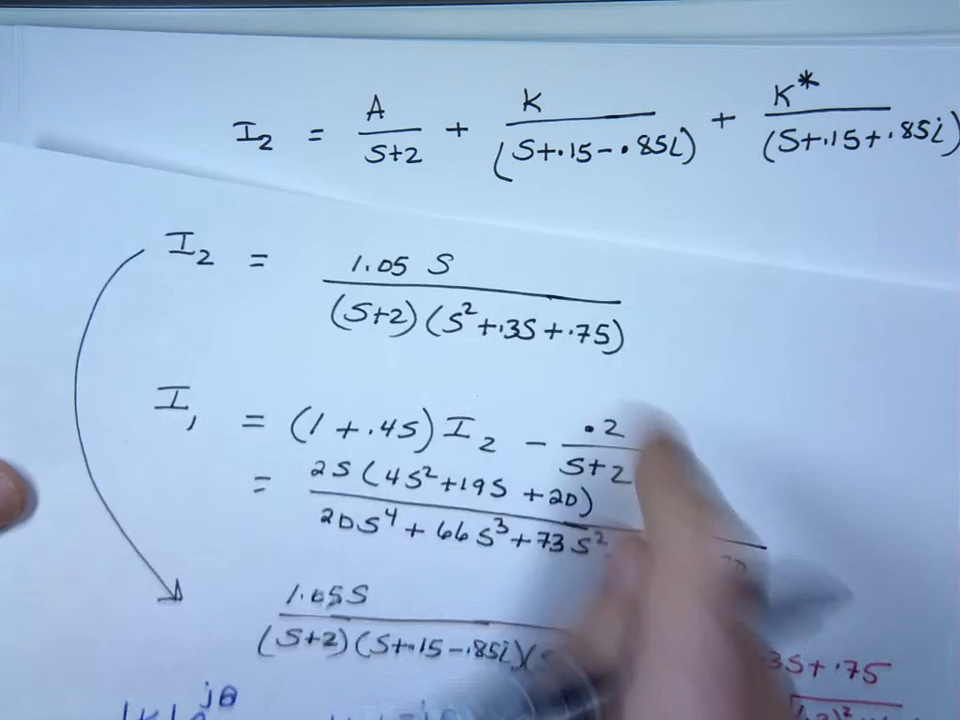 I₂ = A/(S+2) + K/(S+.15-.85i) + K*/(S+.15+.85i)
I₂ = 1.05 S/((S+2)(S²+.3S+.75))
I₁ = (1+.4S) I₂ - .2/(S+2)
= 2S(4S²+19S+20)/(20S⁴+66S³+73S²
1.05S/((S+2)(S+.15-.85i)(
3S+.75
jθ